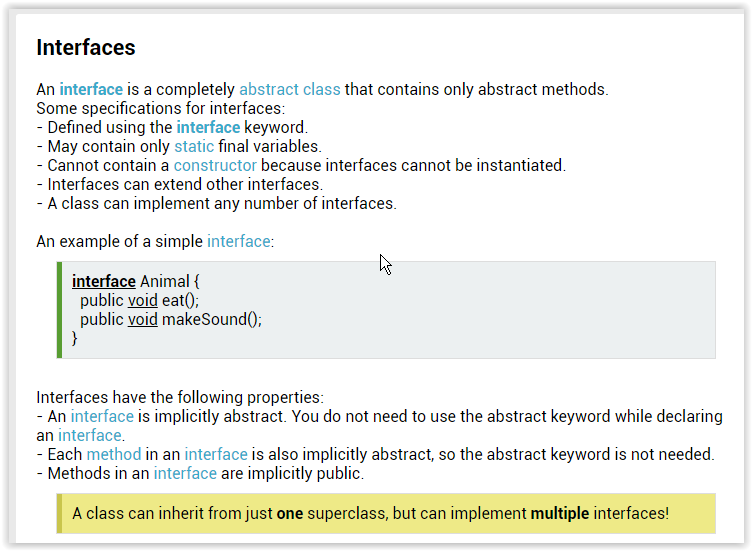 Interfaces
An interface is a completely abstract class that contains only abstract methods.
Some specifications for interfaces:
- Defined using the interface keyword.
- May contain only static final variables.
- Cannot contain a constructor because interfaces cannot be instantiated.
- Interfaces can extend other interfaces.
- A class can implement any number of interfaces.
An example of a simple interface:
interface Animal {
public void eat();
public void makeSound();
}
Interfaces have the following properties:
- An interface is implicitly abstract. You do not need to use the abstract keyword while declaring
an interface.
- Each method in an interface is also implicitly abstract, so the abstract keyword is not needed.
- Methods in an interface are implicitly public.
A class can inherit from just one superclass, but can implement multiple interfaces!